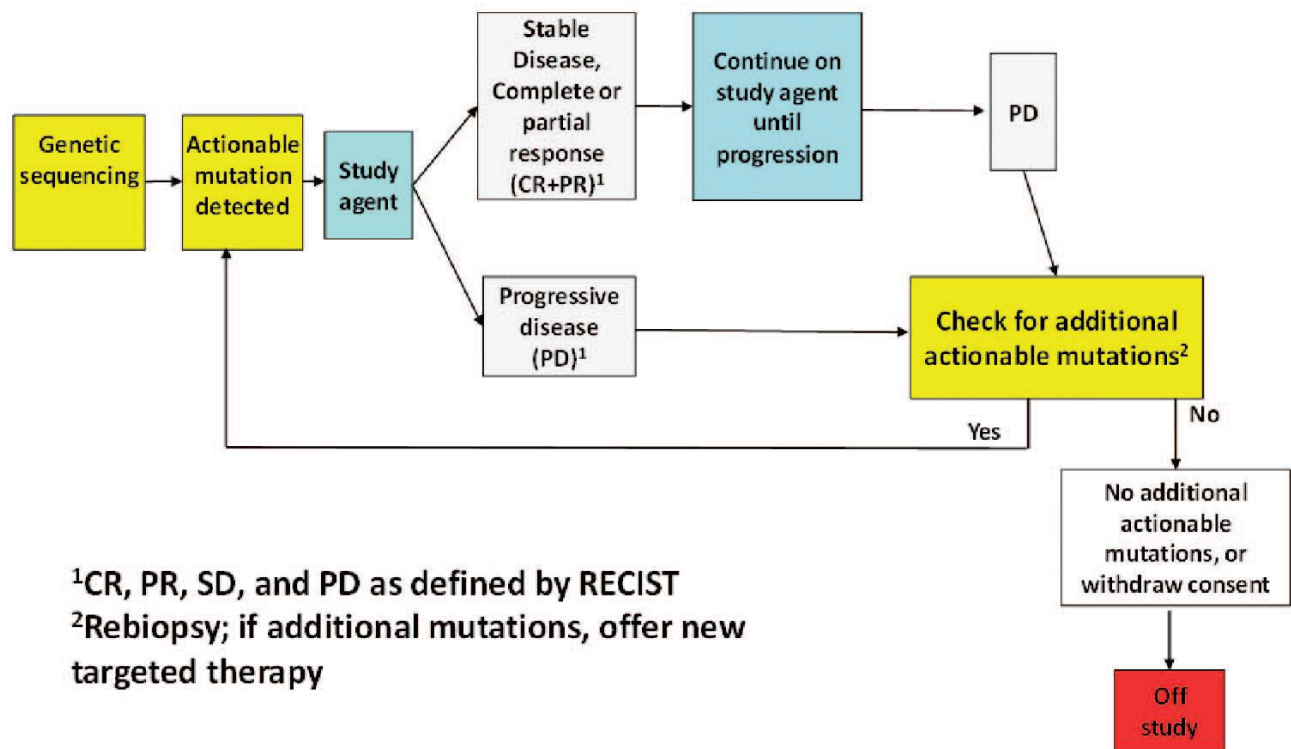 Genetic
sequencing
Actionable
mutation
detected
Study
agent
Stable
Disease,
Complete or
partial
response
(CR+PR)¹
Continue on
study agent
until
progression
PD
Progressive
disease
(PD)¹
Check for additional
actionable mutations²
Yes
No
No additional
actionable
mutations, or
withdraw consent
Off
study
¹CR, PR, SD, and PD as defined by RECIST
²Rebiopsy; if additional mutations, offer new
targeted therapy